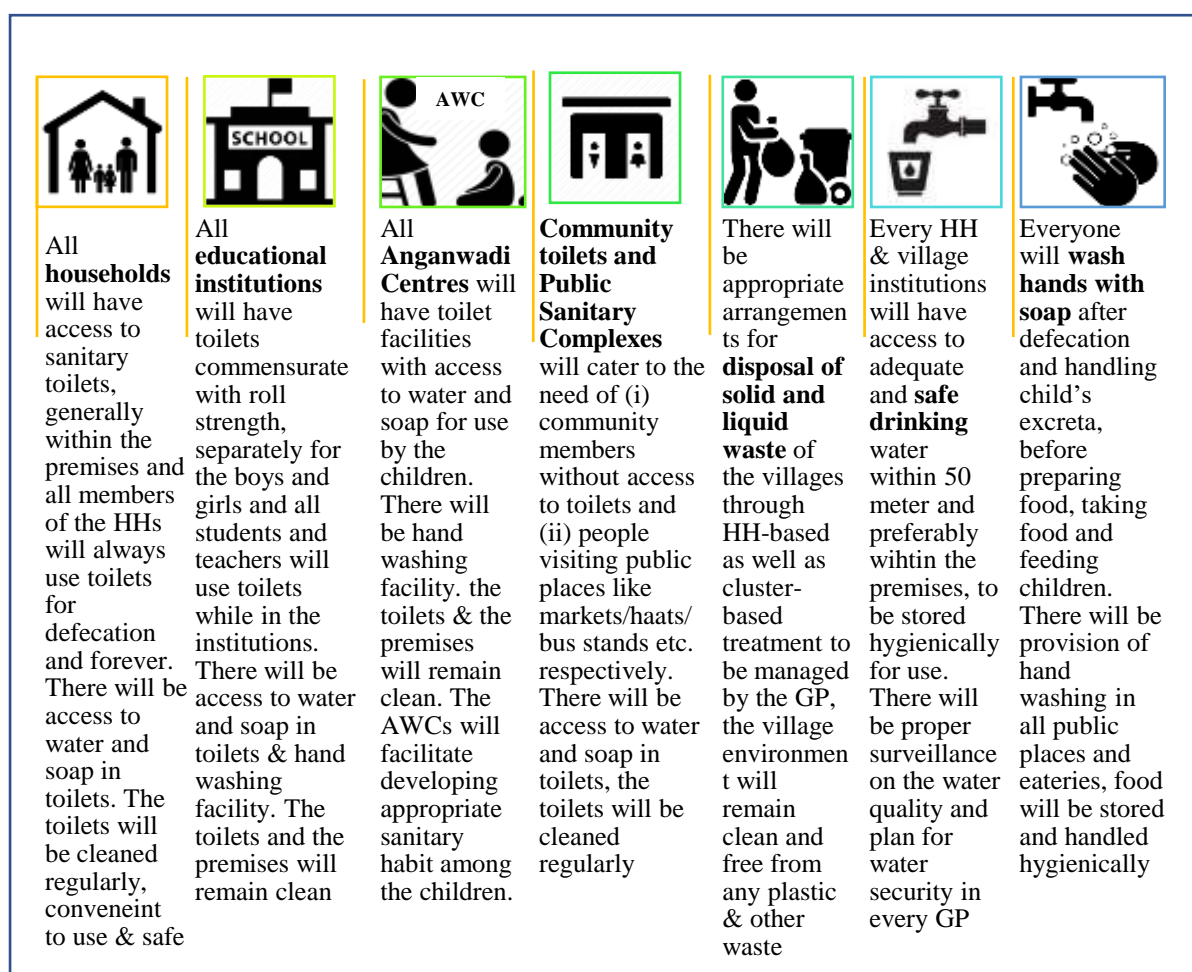 All
households
will have
access to
sanitary
toilets,
generally
within the
premises and
all members
of the HHs
will always
use toilets
for
defecation
and forever.
There will be
access to
water and
soap in
toilets. The
toilets will
be cleaned
regularly,
conveneint
to use & safe
SCHOOL
All
educational
institutions
will have
toilets
commensurate
with roll
strength,
separately for
the boys and
girls and all
students and
teachers will
use toilets
while in the
institutions.
There will be
access to water
and soap in
toilets & hand
washing
facility. The
toilets and the
premises will
remain clean
AWC
All
Anganwadi
Centres will
have toilet
facilities
with access
to water and
soap for use
by the
children.
There will
be hand
washing
facility. the
toilets & the
premises
will remain
clean. The
AWCs will
facilitate
developing
appropriate
sanitary
habit among
the children.
Community
toilets and
Public
Sanitary
Complexes
will cater to the
need of (i)
community
members
without access
to toilets and
(ii) people
visiting public
places like
markets/haats/
bus stands etc.
respectively.
There will be
access to water
and soap in
toilets, the
toilets will be
cleaned
regularly
There will
be
appropriate
arrangemen
ts for
disposal of
solid and
liquid
waste of
the villages
through
HH-based
as well as
cluster-
based
treatment to
be managed
by the GP,
the village
environmen
t will
remain
clean and
free from
any plastic
& other
waste
Every HH
& village
institutions
will have
access to
adequate
and safe
drinking
water
within 50
meter and
preferably
wihtin the
premises, to
be stored
hygienically
for use.
There will
be proper
surveillance
on the water
quality and
plan for
water
security in
every GP
Everyone
will wash
hands with
soap after
defecation
and handling
child’s
excreta,
before
preparing
food, taking
food and
feeding
children.
There will be
provision of
hand
washing in
all public
places and
eateries, food
will be stored
and handled
hygienically